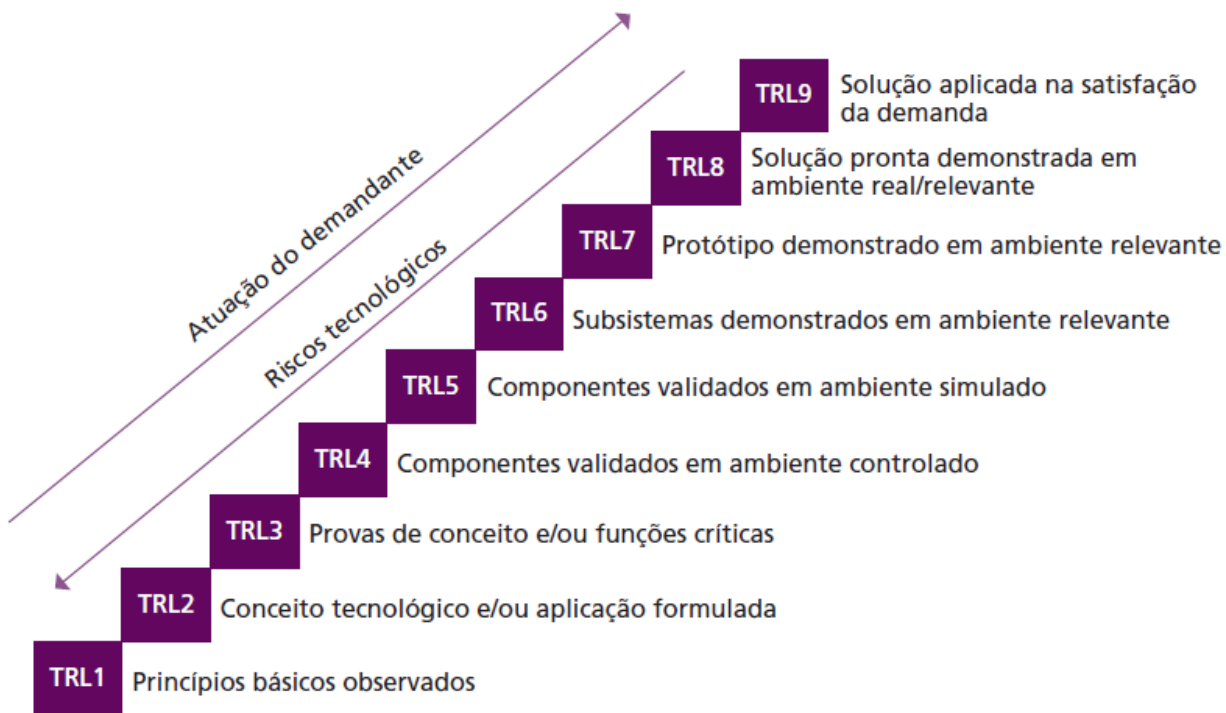 TRL9
Solução aplicada na satisfação
da demanda
TRL8
Solução pronta demonstrada em
ambiente real/relevante
Atuação do demandante
TRL7
Protótipo demonstrado em ambiente relevante
Riscos tecnológicos
TRL6
Subsistemas demonstrados em ambiente relevante
TRL5
Componentes validados em ambiente simulado
TRL4
Componentes validados em ambiente controlado
TRL3
Provas de conceito e/ou funções críticas
TRL2
Conceito tecnológico e/ou aplicação formulada
TRL1
Princípios básicos observados